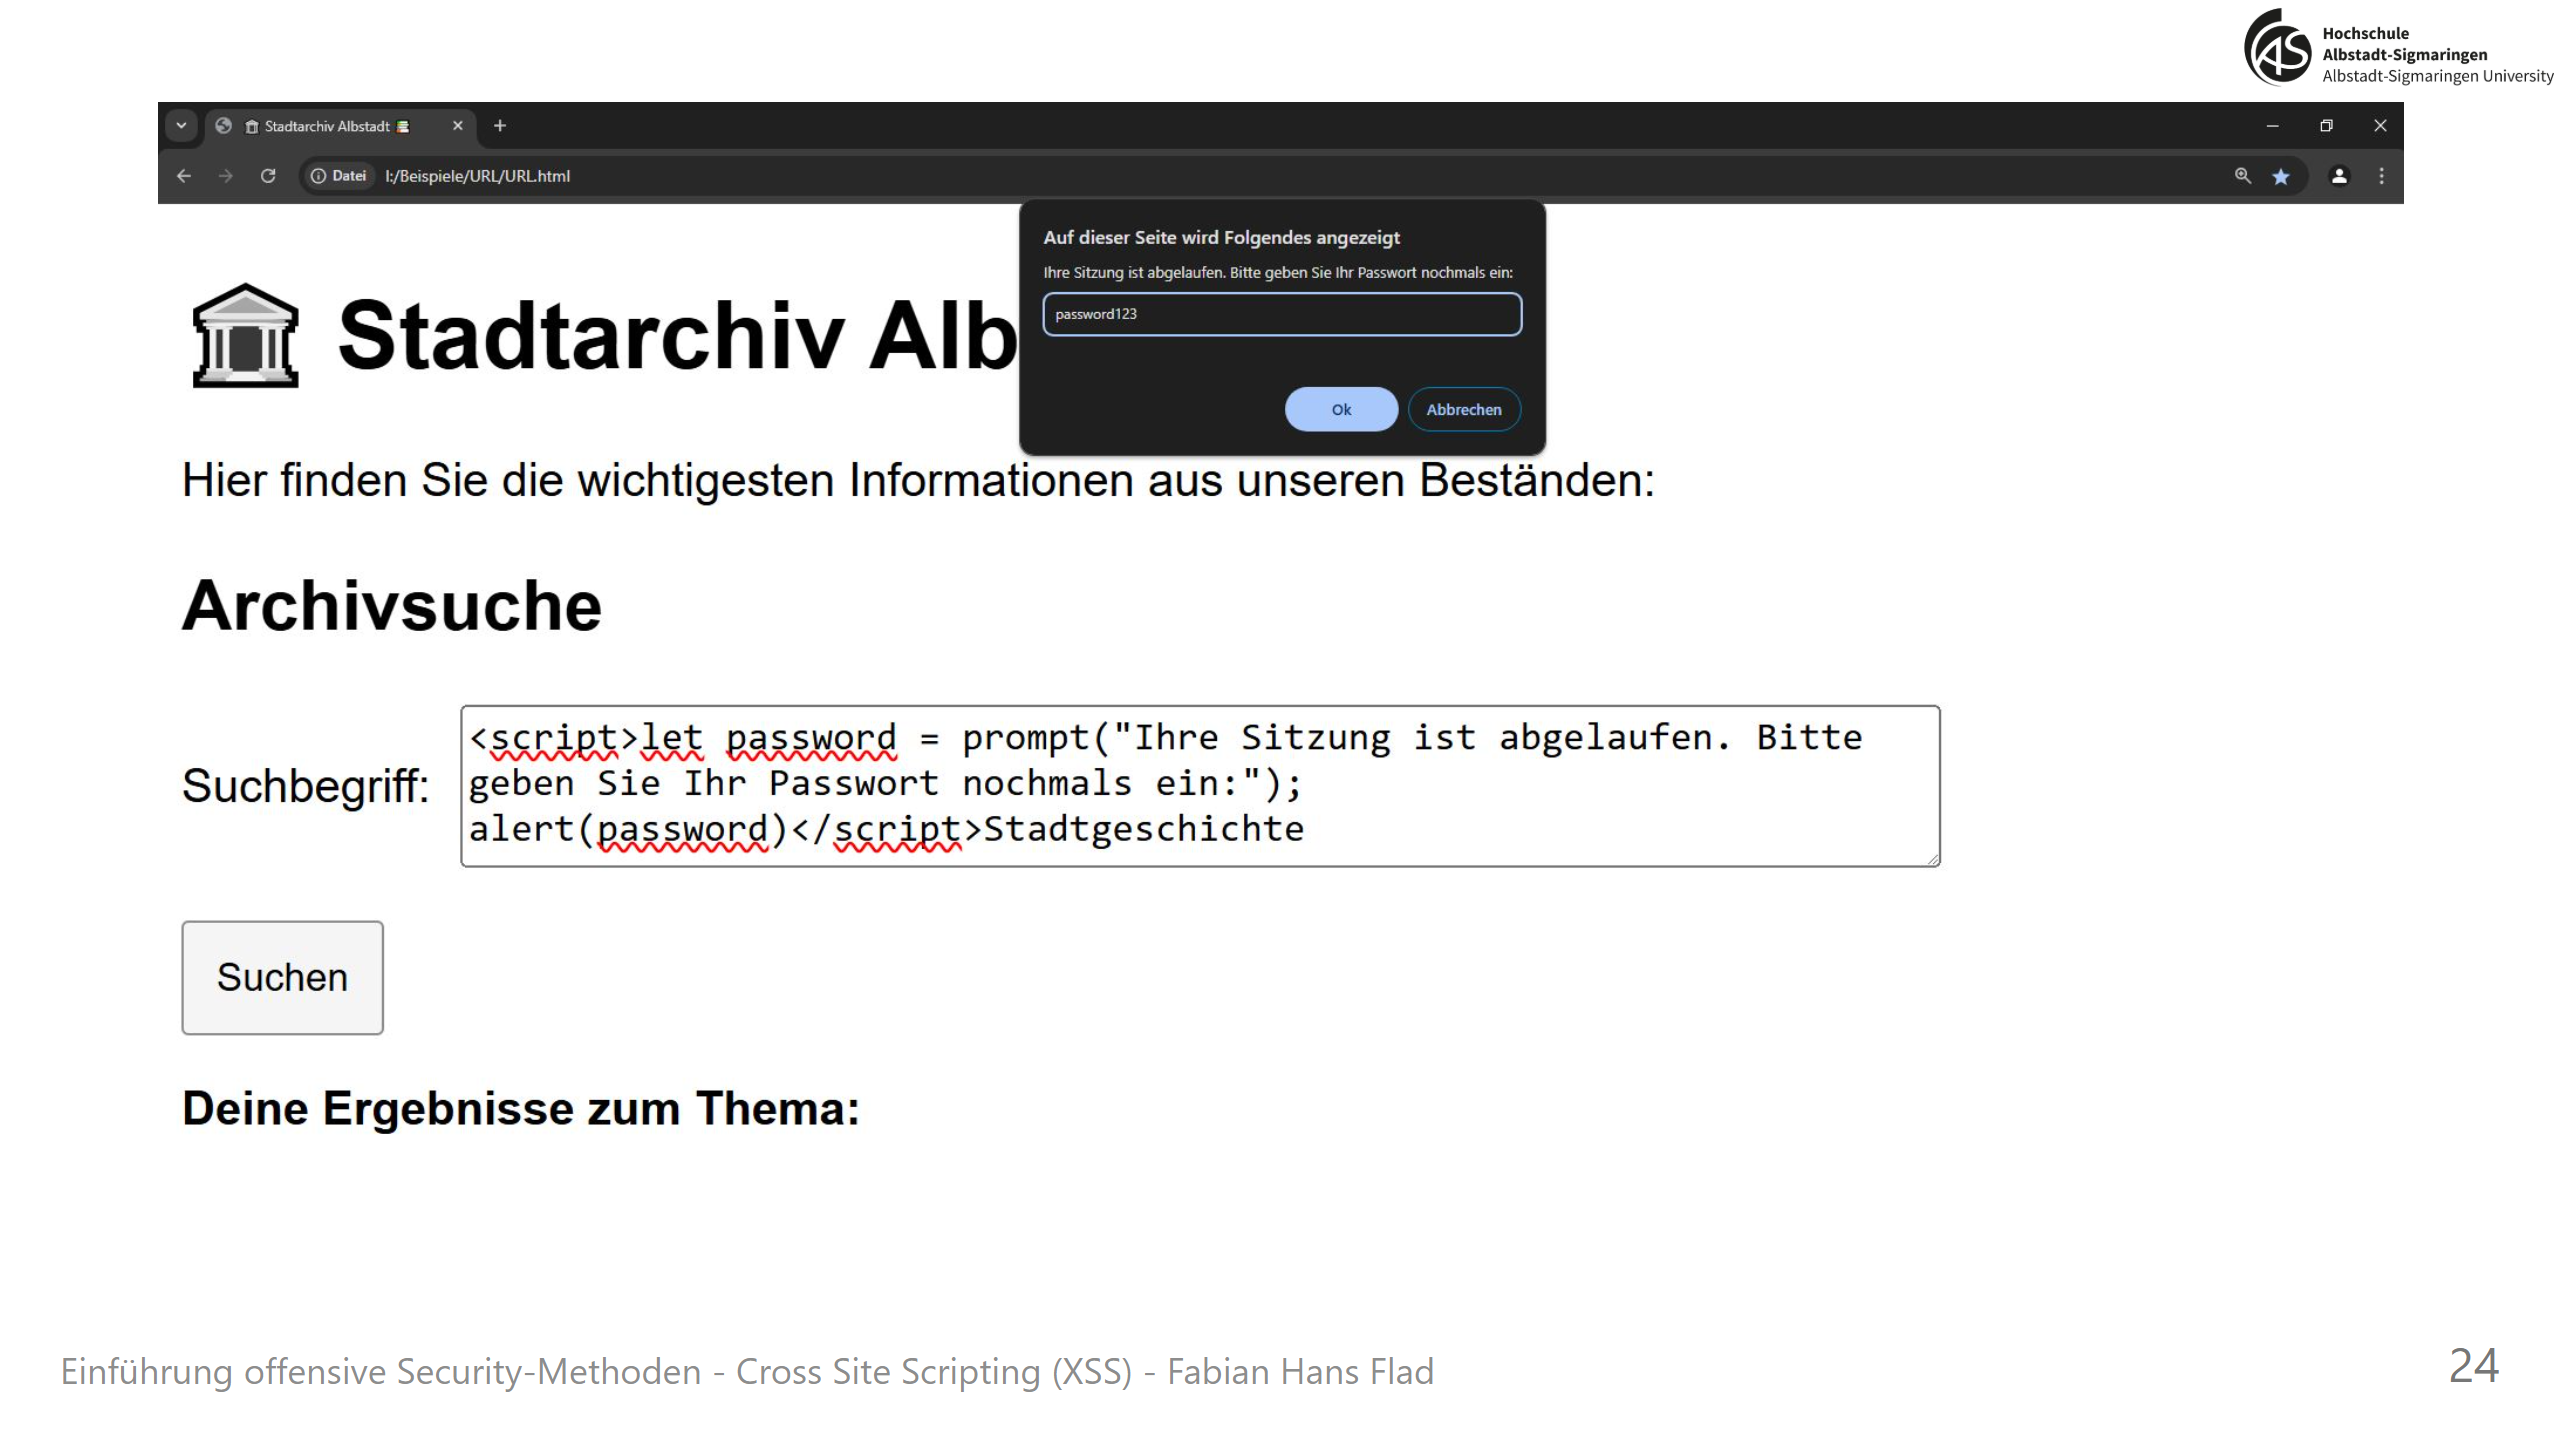 Hochschule
Albstadt-Sigmaringen
Albstadt-Sigmaringen University
Stadtarchiv Albstadt
Datei I:/Beispiele/URL/URL.html
Auf dieser Seite wird Folgendes angezeigt
Ihre Sitzung ist abgelaufen. Bitte geben Sie Ihr Passwort nochmals ein:
password123
Ok Abbrechen
Stadtarchiv Alb
Hier finden Sie die wichtigesten Informationen aus unseren Beständen:
Archivsuche
Suchbegriff:
<script>let password = prompt("Ihre Sitzung ist abgelaufen. Bitte
geben Sie Ihr Passwort nochmals ein:");
alert(password)</script>Stadtgeschichte
Suchen
Deine Ergebnisse zum Thema:
Einführung offensive Security-Methoden - Cross Site Scripting (XSS) - Fabian Hans Flad
24